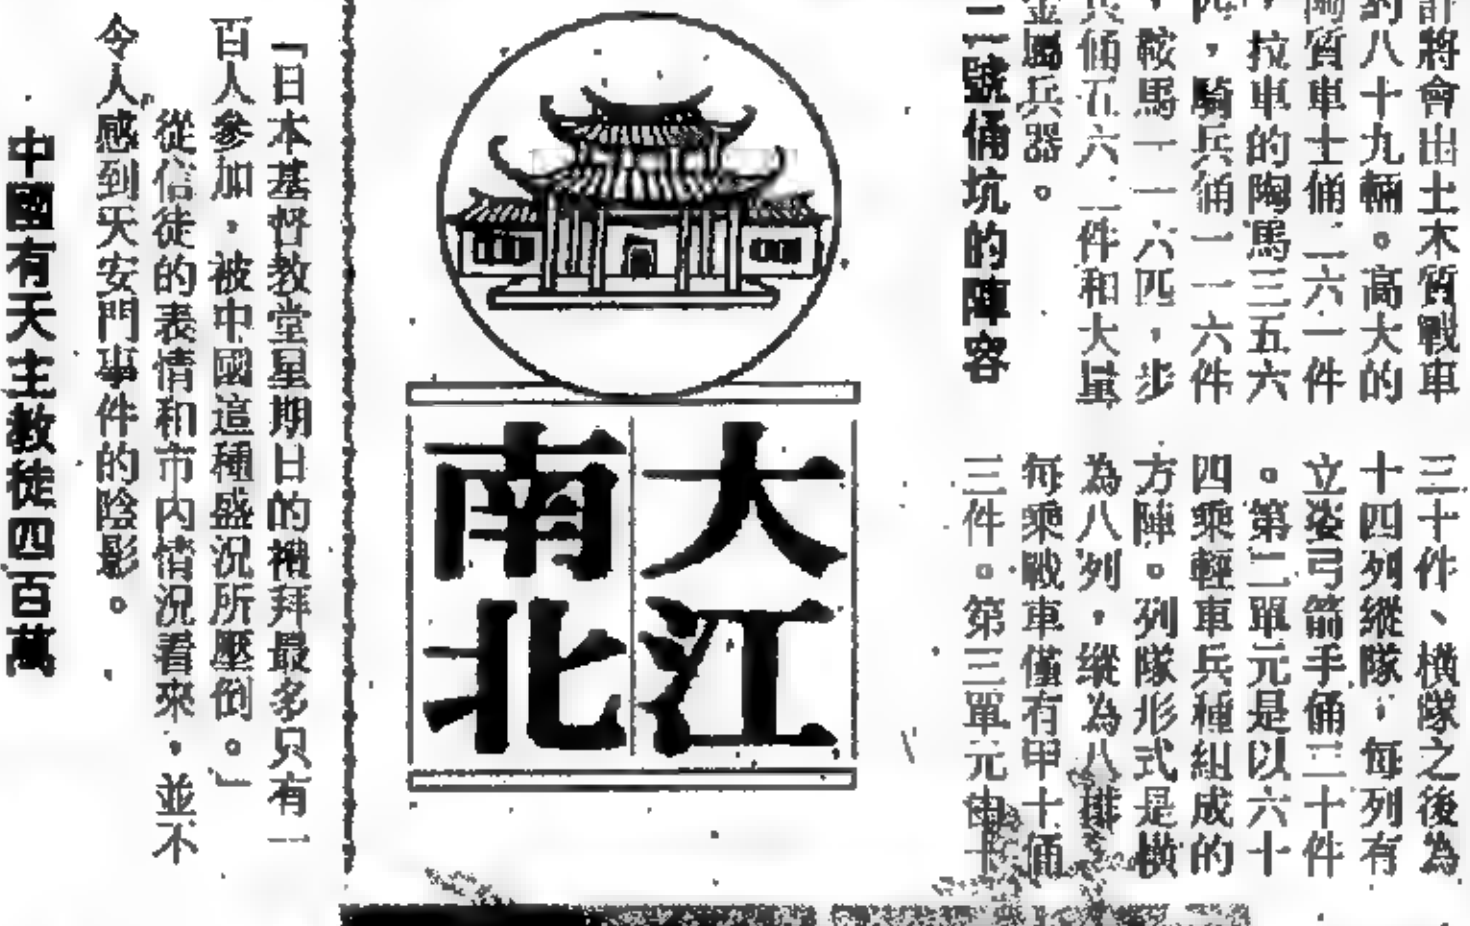 計將會出土木質戰車
約八十九輛。高大的
陶質車士俑二六一件
，拉車的陶馬三五六
匹，騎兵俑一一六件
，鞍馬一一六匹，步
兵俑五六二件和大量
金屬兵器。
二號俑坑的陣容
三十件、橫隊之後為
十四列縱隊，每列有
立姿弓箭手俑三十件
。第二單元是以六十
四乘輕車兵種組成的
方陣。列隊形式是橫
為八列，縱為八排，
每乘戰車僅有甲士俑
三件。第三單元由十
大江
南北
「日本基督教堂星期日的禮拜最多只有一
百人參加，被中國這種盛況所壓倒。」
從信徒的表情和市內情況看來，並不
令人感到天安門事件的陰影。
中國有天主教徒四百萬